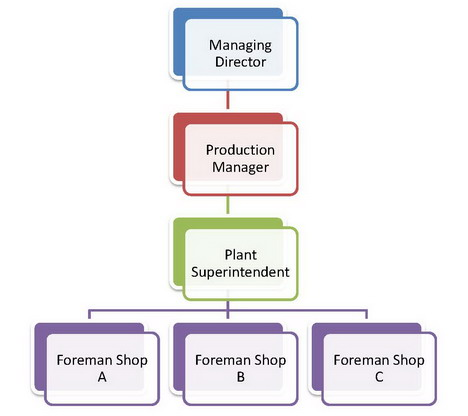 Managing
Director
Production
Manager
Plant
Superintendent
Foreman Shop
A
Foreman Shop
B
Foreman Shop
C